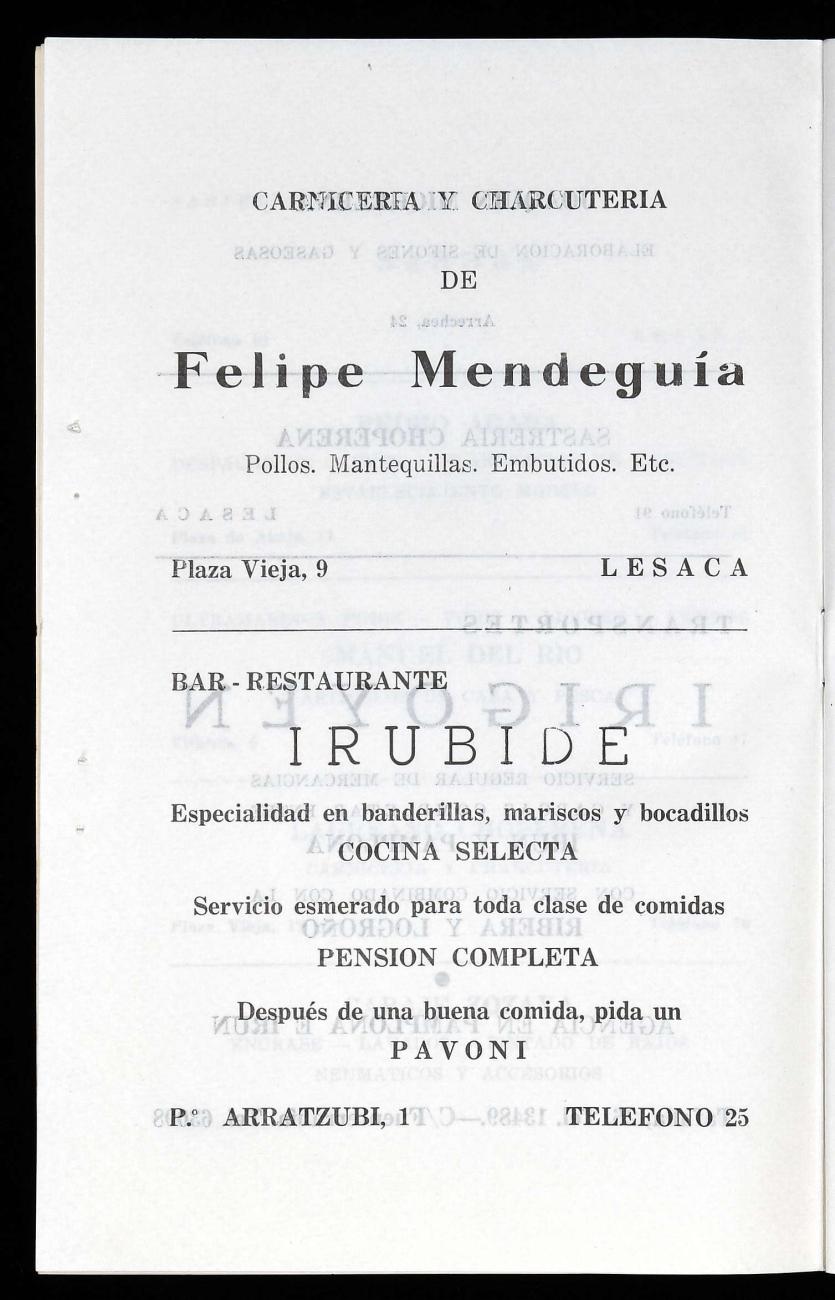 CARNICERIA Y CHARCUTERIA
DE
Felipe Mendeguía
Pollos. Mantequillas. Embutidos. Etc.
Plaza Vieja, 9 LESACA
BAR - RESTAURANTE
IRUBIDE
Especialidad en banderillas, mariscos y bocadillos
COCINA SELECTA
Servicio esmerado para toda clase de comidas
PENSION COMPLETA
Después de una buena comida, pida un
PAVONI
P.º ARRATZUBI, 1 TELEFONO 25